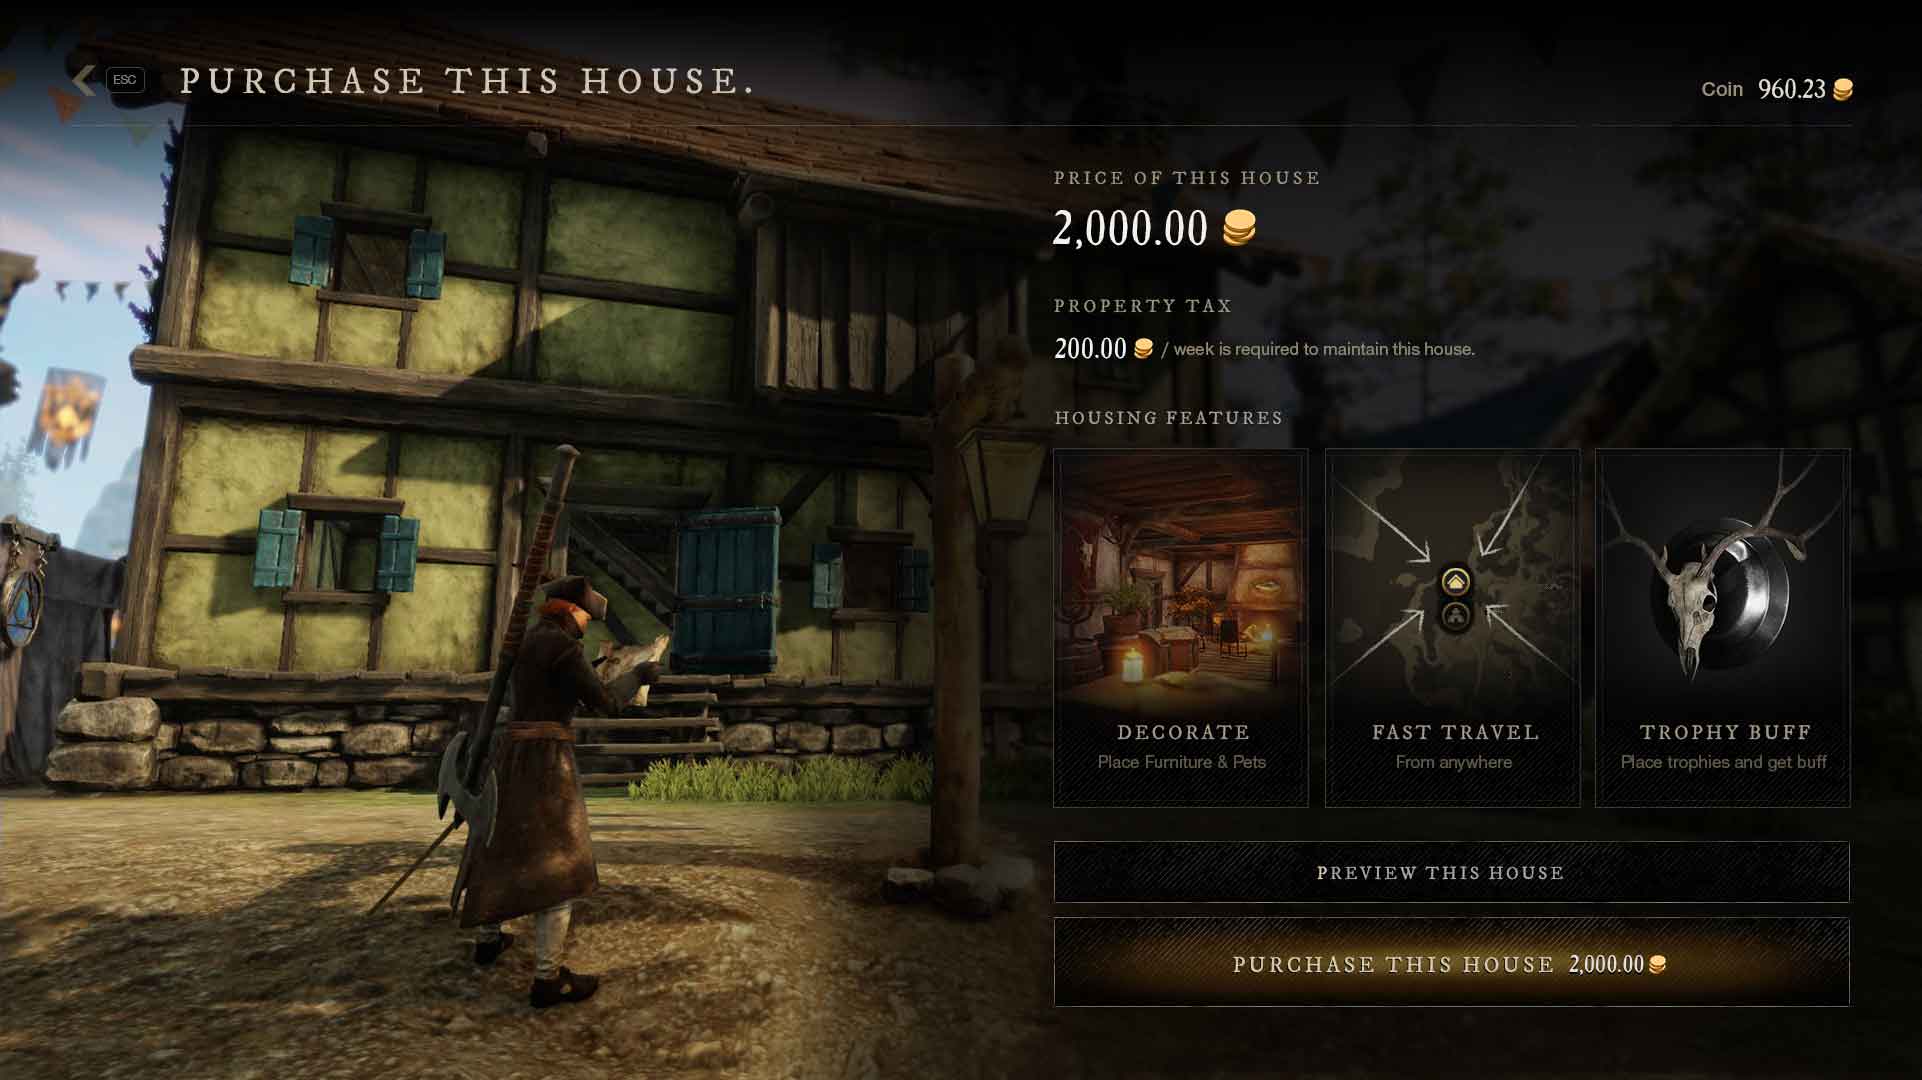 ESC
PURCHASE THIS HOUSE.
Coin 960.23
PRICE OF THIS HOUSE
2,000.00
PROPERTY TAX
200.00 / week is required to maintain this house.
HOUSING FEATURES
DECORATE
Place Furniture & Pets
FAST TRAVEL
From anywhere
TROPHY BUFF
Place trophies and get buff
PREVIEW THIS HOUSE
PURCHASE THIS HOUSE 2,000.00